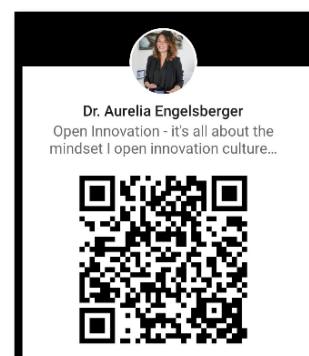 Dr. Aurelia Engelsberger
Open Innovation - it's all about the
mindset I open innovation culture...